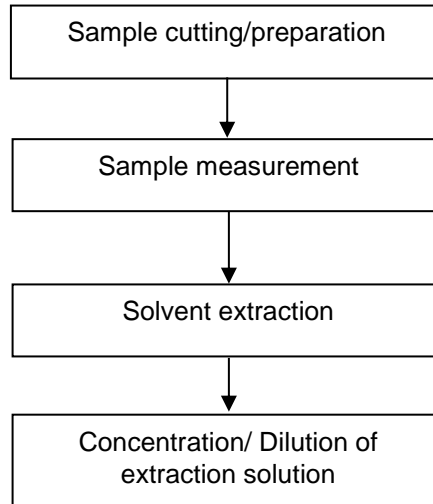 Sample cutting/preparation
Sample measurement
Solvent extraction
Concentration/ Dilution of
extraction solution